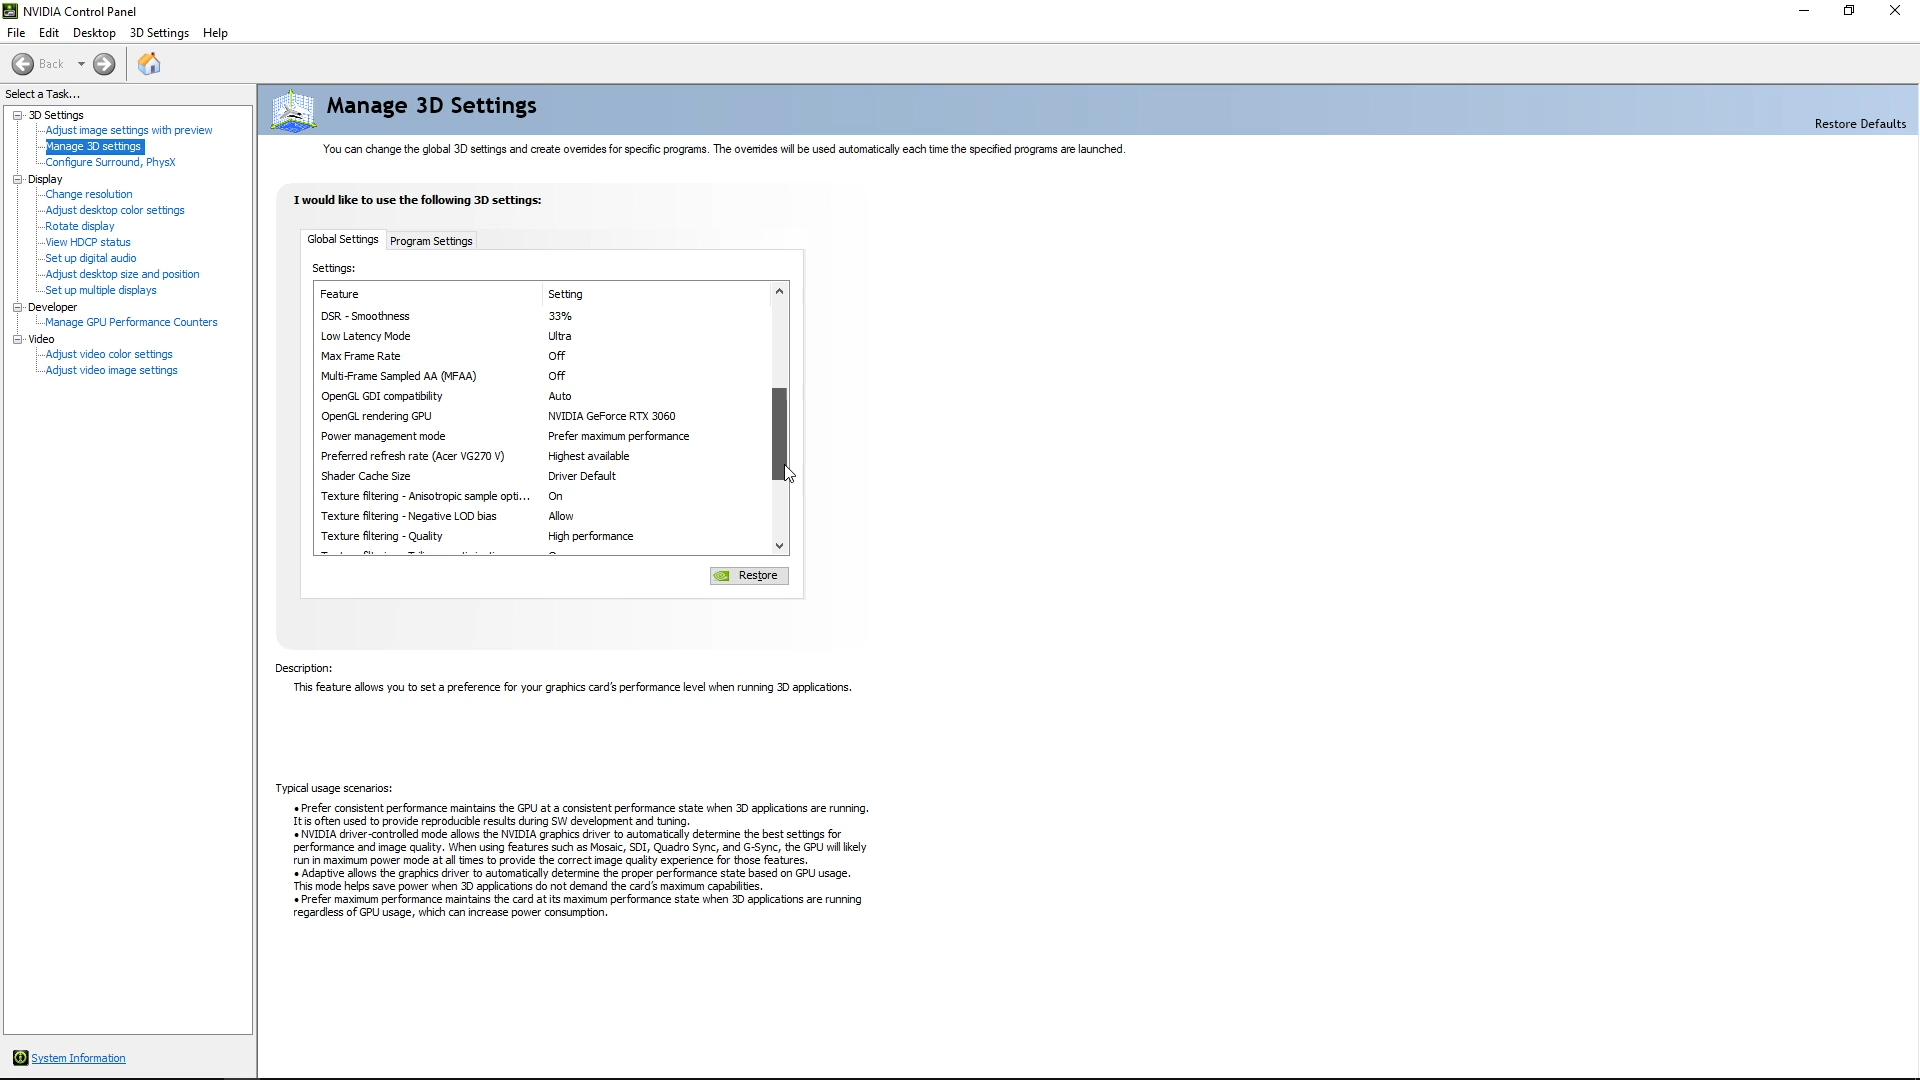 NVIDIA Control Panel
File Edit Desktop 3D Settings Help
Back
Select a Task...
3D Settings
Adjust image settings with preview
Manage 3D settings
Configure Surround, PhysX
Display
Change resolution
Adjust desktop color settings
Rotate display
View HDCP status
Set up digital audio
Adjust desktop size and position
Set up multiple displays
Developer
Manage GPU Performance Counters
Video
Adjust video color settings
Adjust video image settings
System Information
Manage 3D Settings
Restore Defaults
You can change the global 3D settings and create overrides for specific programs. The overrides will be used automatically each time the specified programs are launched.
I would like to use the following 3D settings:
Global Settings Program Settings
Settings:
Feature Setting
DSR - Smoothness 33%
Low Latency Mode Ultra
Max Frame Rate Off
Multi-Frame Sampled AA (MFAA) Off
OpenGL GDI compatibility Auto
OpenGL rendering GPU NVIDIA GeForce RTX 3060
Power management mode Prefer maximum performance
Preferred refresh rate (Acer VG270 V) Highest available
Shader Cache Size Driver Default
Texture filtering - Anisotropic sample opti... On
Texture filtering - Negative LOD bias Allow
Texture filtering - Quality High performance
Restore
Description:
This feature allows you to set a preference for your graphics card's performance level when running 3D applications.
Typical usage scenarios:
• Prefer consistent performance maintains the GPU at a consistent performance state when 3D applications are running.
It is often used to provide reproducible results during SW development and tuning.
• NVIDIA driver-controlled mode allows the NVIDIA graphics driver to automatically determine the best settings for
performance and image quality. When using features such as Mosaic, SDI, Quadro Sync, and G-Sync, the GPU will likely
run in maximum power mode at all times to provide the correct image quality experience for those features.
• Adaptive allows the graphics driver to automatically determine the proper performance state based on GPU usage.
This mode helps save power when 3D applications do not demand the card's maximum capabilities.
• Prefer maximum performance maintains the card at its maximum performance state when 3D applications are running
regardless of GPU usage, which can increase power consumption.